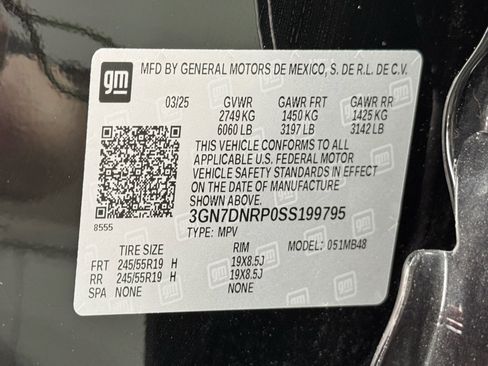 gm
MFD BY GENERAL MOTORS DE MEXICO, S. DE R.L. DE C.V.
03/25 GVWR GAWR FRT GAWR RR
2749 KG 1450 KG 1425 KG
6060 LB 3197 LB 3142 LB
THIS VEHICLE CONFORMS TO ALL
APPLICABLE U.S. FEDERAL MOTOR
VEHICLE SAFETY STANDARDS IN EFFECT
ON THE DATE OF MANUFACTURE
SHOWN ABOVE.
3GN7DNRP0SS199795
8555 TYPE: MPV
TIRE SIZE RIM MODEL: 051MB48
FRT 245/55R19 H 19X8.5J
RR 245/55R19 H 19X8.5J
SPA NONE NONE